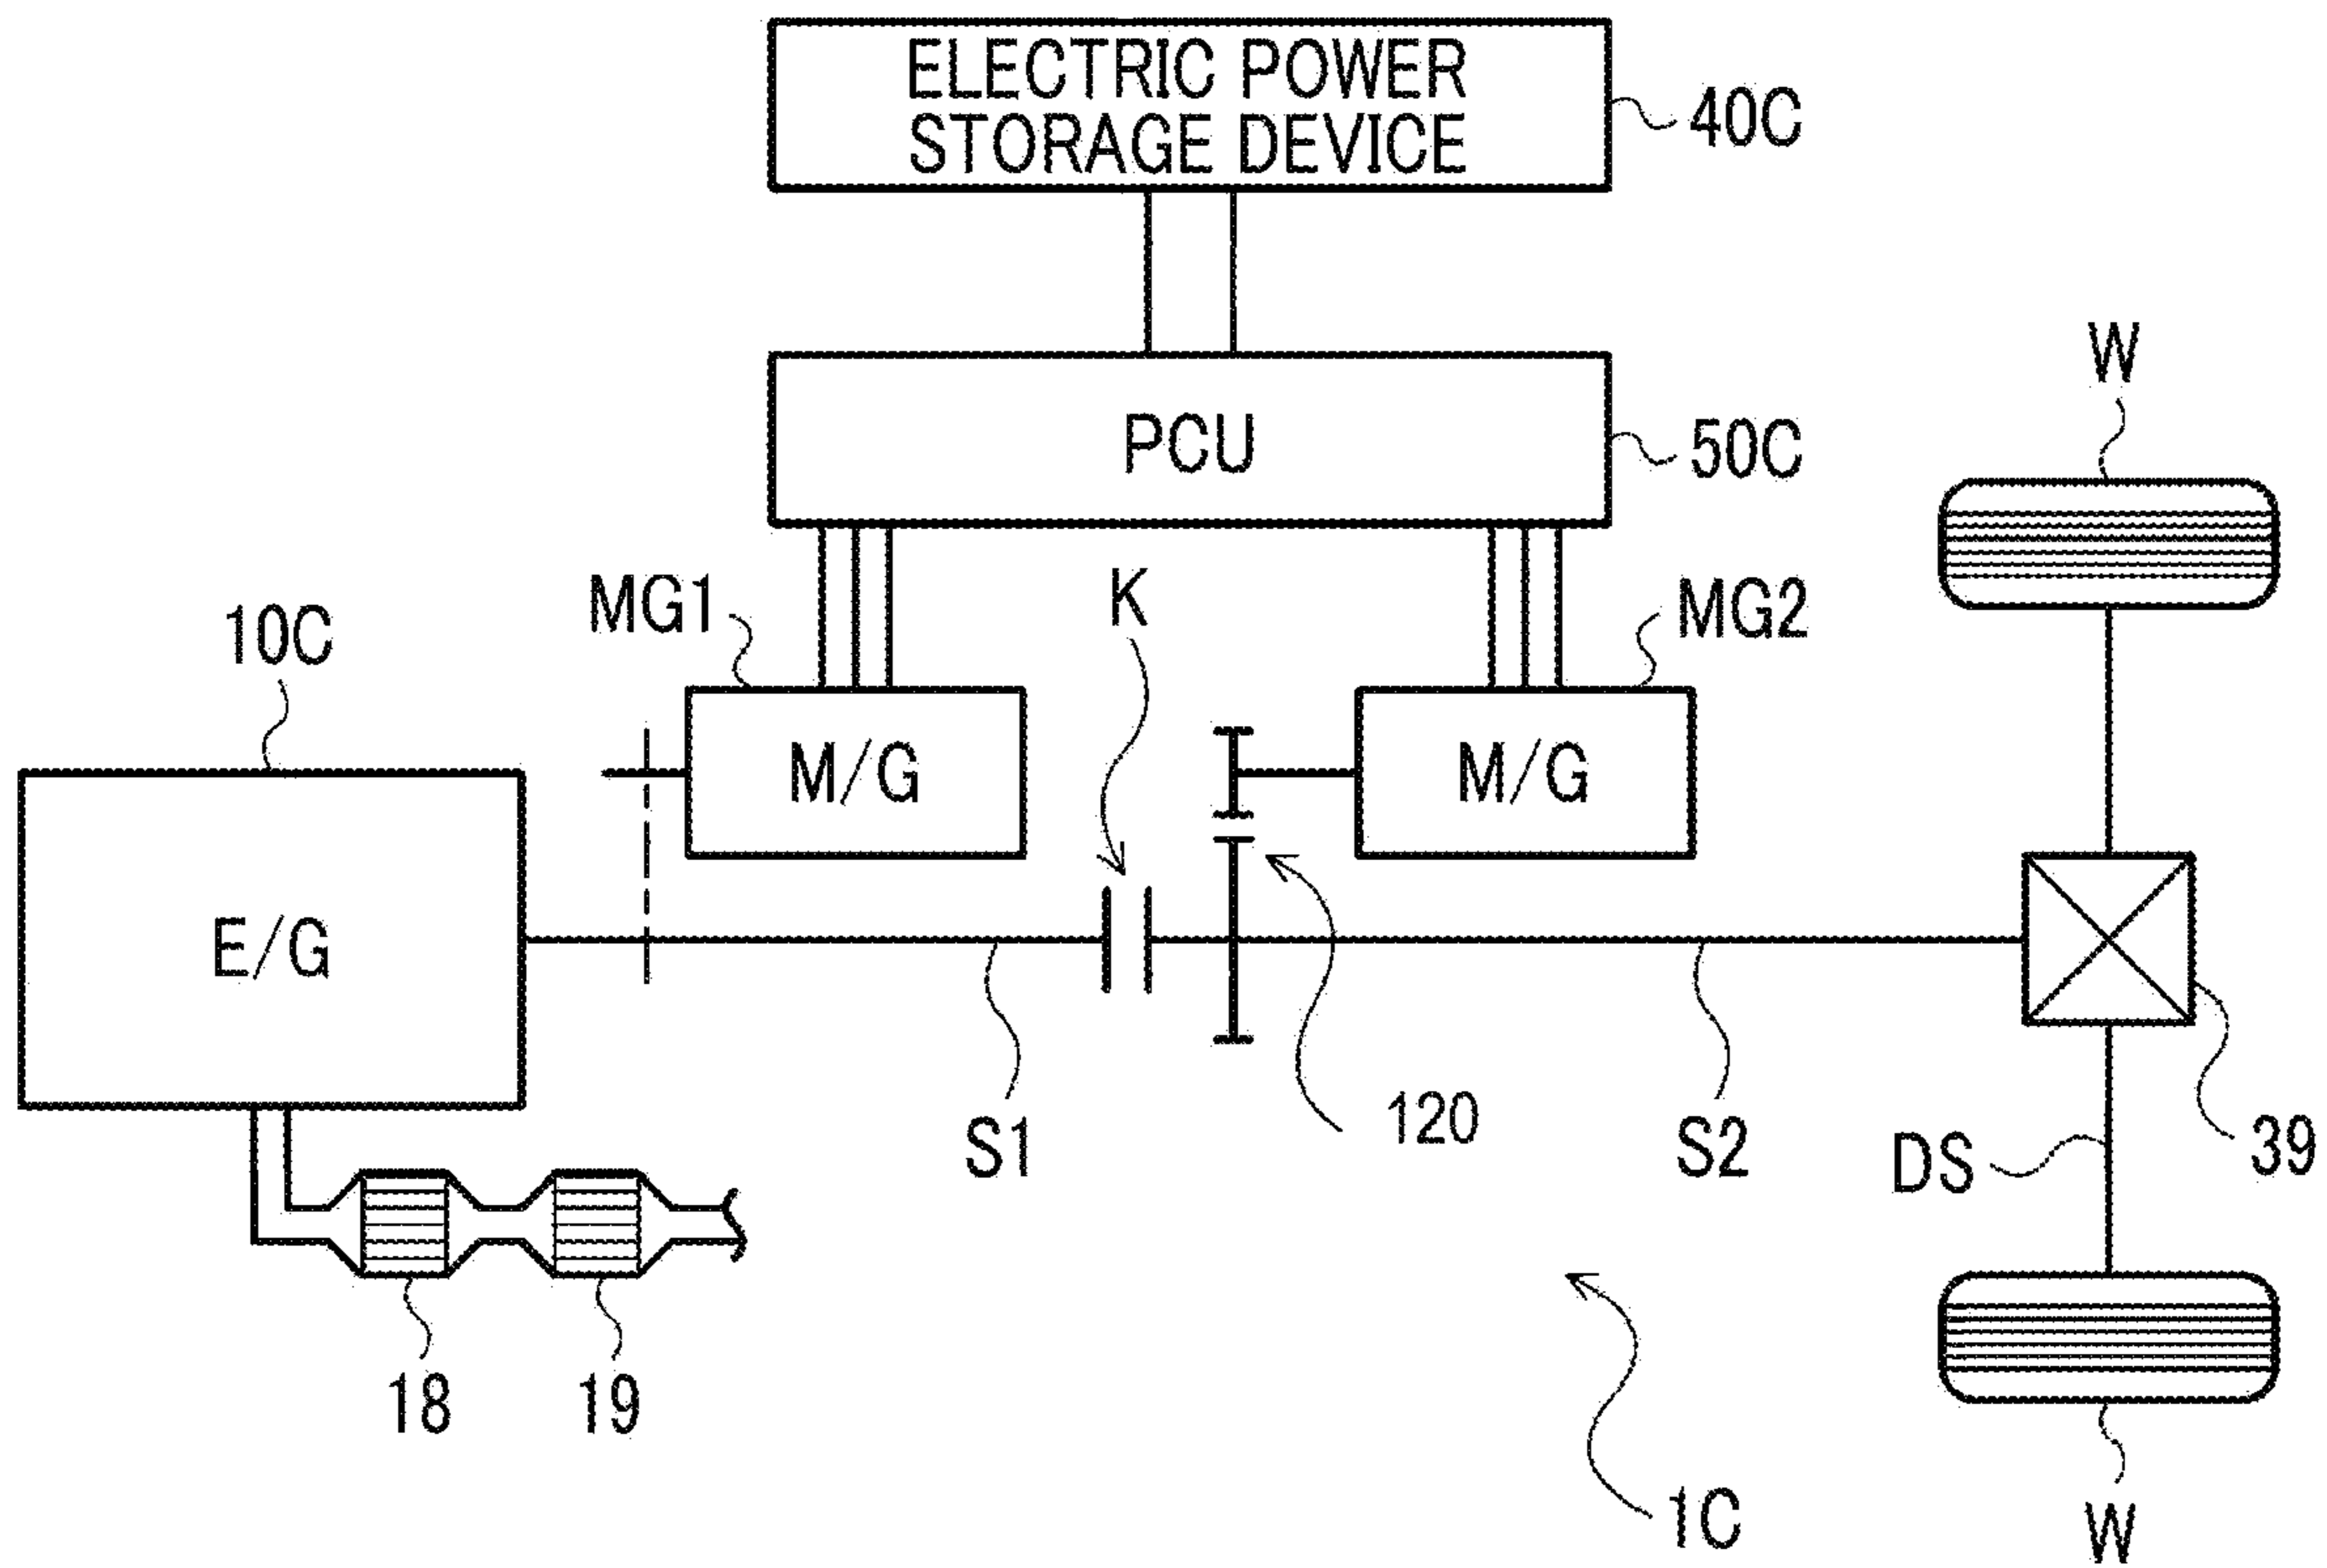 ELECTRIC POWER
STORAGE DEVICE
40C
W
PCU
50C
MG1
K
MG2
10C
M/G
M/G
E/G
S1
120
S2
DS
39
18
19
1C
W